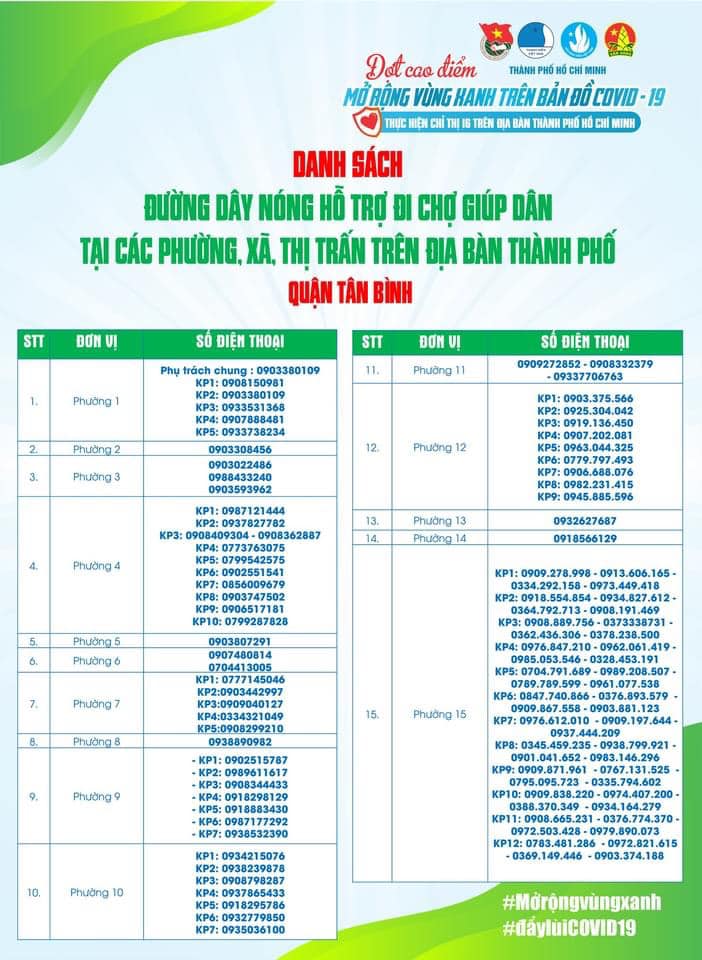 Đợt cao điểm
THÀNH PHỐ HỒ CHÍ MINH
MỞ RỘNG VÙNG XANH TRÊN BẢN ĐỒ COVID - 19
THỰC HIỆN CHỈ THỊ 16 TRÊN ĐỊA BÀN THÀNH PHỐ HỒ CHÍ MINH
DANH SÁCH
ĐƯỜNG DÂY NÓNG HỖ TRỢ ĐI CHỢ GIÚP DÂN
TẠI CÁC PHƯỜNG, XÃ, THỊ TRẤN TRÊN ĐỊA BÀN THÀNH PHỐ
QUẬN TÂN BÌNH
STT ĐƠN VỊ SỐ ĐIỆN THOẠI
1. Phường 1
Phụ trách chung : 0903380109
KP1: 0908150981
KP2: 0903380109
KP3: 0933531368
KP4: 0907888481
KP5: 0933738234
2. Phường 2 0903308456
3. Phường 3
0903022486
0988433240
0903593962
4. Phường 4
KP1: 0987121444
KP2: 0937827782
KP3: 0908409304 - 0908362887
KP4: 0773763075
KP5: 0799542575
KP6: 0902551541
KP7: 0856009679
KP8: 0903747502
KP9: 0906517181
KP10: 0799287828
5. Phường 5 0903807291
6. Phường 6
0907480814
0704413005
7. Phường 7
KP1: 0777145046
KP2:0903442997
KP3:0909040127
KP4:0334321049
KP5:0908299210
8. Phường 8 0938890982
9. Phường 9
- KP1: 0902515787
- KP2: 0989611617
- KP3: 0908344433
- KP4: 0918298129
- KP5: 0918883430
- KP6: 0987177292
- KP7: 0938532390
10. Phường 10
KP1: 0934215076
KP2: 0938239878
KP3: 0908798287
KP4: 0937865433
KP5: 0918295786
KP6: 0932779850
KP7: 0935036100
STT ĐƠN VỊ SỐ ĐIỆN THOẠI
11. Phường 11
0909272852 - 0908332379
- 09337706763
12. Phường 12
KP1: 0903.375.566
KP2: 0925.304.042
KP3: 0919.136.450
KP4: 0907.202.081
KP5: 0963.044.325
KP6: 0779.797.493
KP7: 0906.688.076
KP8: 0982.231.415
KP9: 0945.885.596
13. Phường 13 0932627687
14. Phường 14 0918566129
15. Phường 15
KP1: 0909.278.998 - 0913.606.165 -
0334.292.158 - 0973.449.418
KP2: 0918.554.854 - 0934.827.612 -
0364.792.713 - 0908.191.469
KP3: 0908.889.756 - 0373338731 -
0362.436.306 - 0378.238.500
KP4: 0976.847.210 - 0962.061.419 -
0985.053.546 - 0328.453.191
KP5: 0704.791.689 - 0989.208.507 -
0789.789.599 - 0961.077.538
KP6: 0847.740.866 - 0376.893.579 -
0909.867.558 - 0903.881.123
KP7: 0976.612.010 - 0909.197.644 -
0937.444.209
KP8: 0345.459.235 - 0938.799.921 -
0901.041.652 - 0983.146.296
KP9: 0909.871.961 - 0767.131.525 -
0795.095.723 - 0335.794.602
KP10: 0909.838.220 - 0974.407.200 -
0388.370.349 - 0934.164.279
KP11: 0908.665.231 - 0376.774.370 -
0972.503.428 - 0979.890.073
KP12: 0783.481.286 - 0972.821.615
- 0369.149.446 - 0903.374.188
#Mởrộngvùngxanh
#đẩylùiCOVID19